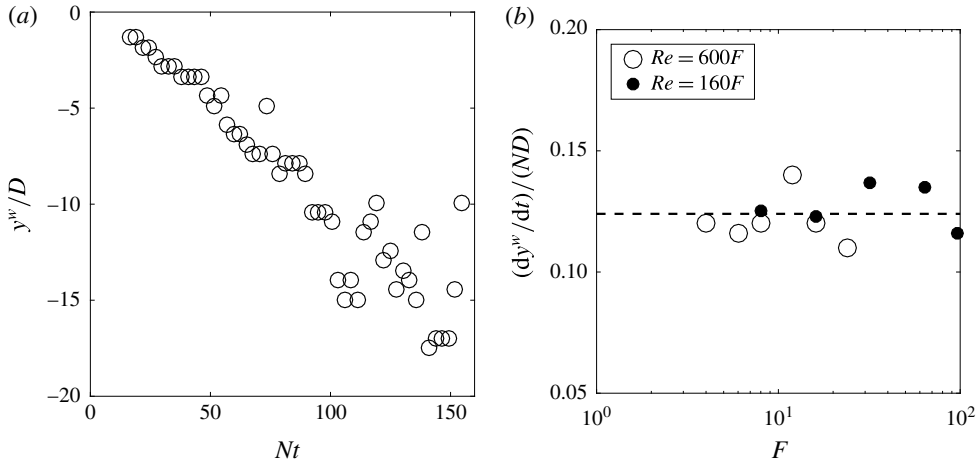 (a)
0
−5
−10
−15
−20
y^w/D
0 50 100 150
Nt
(b)
0.20
0.15
0.10
0.05
(dy^w/dt)/(ND)
Re = 600F
Re = 160F
10^0 10^1 10^2
F